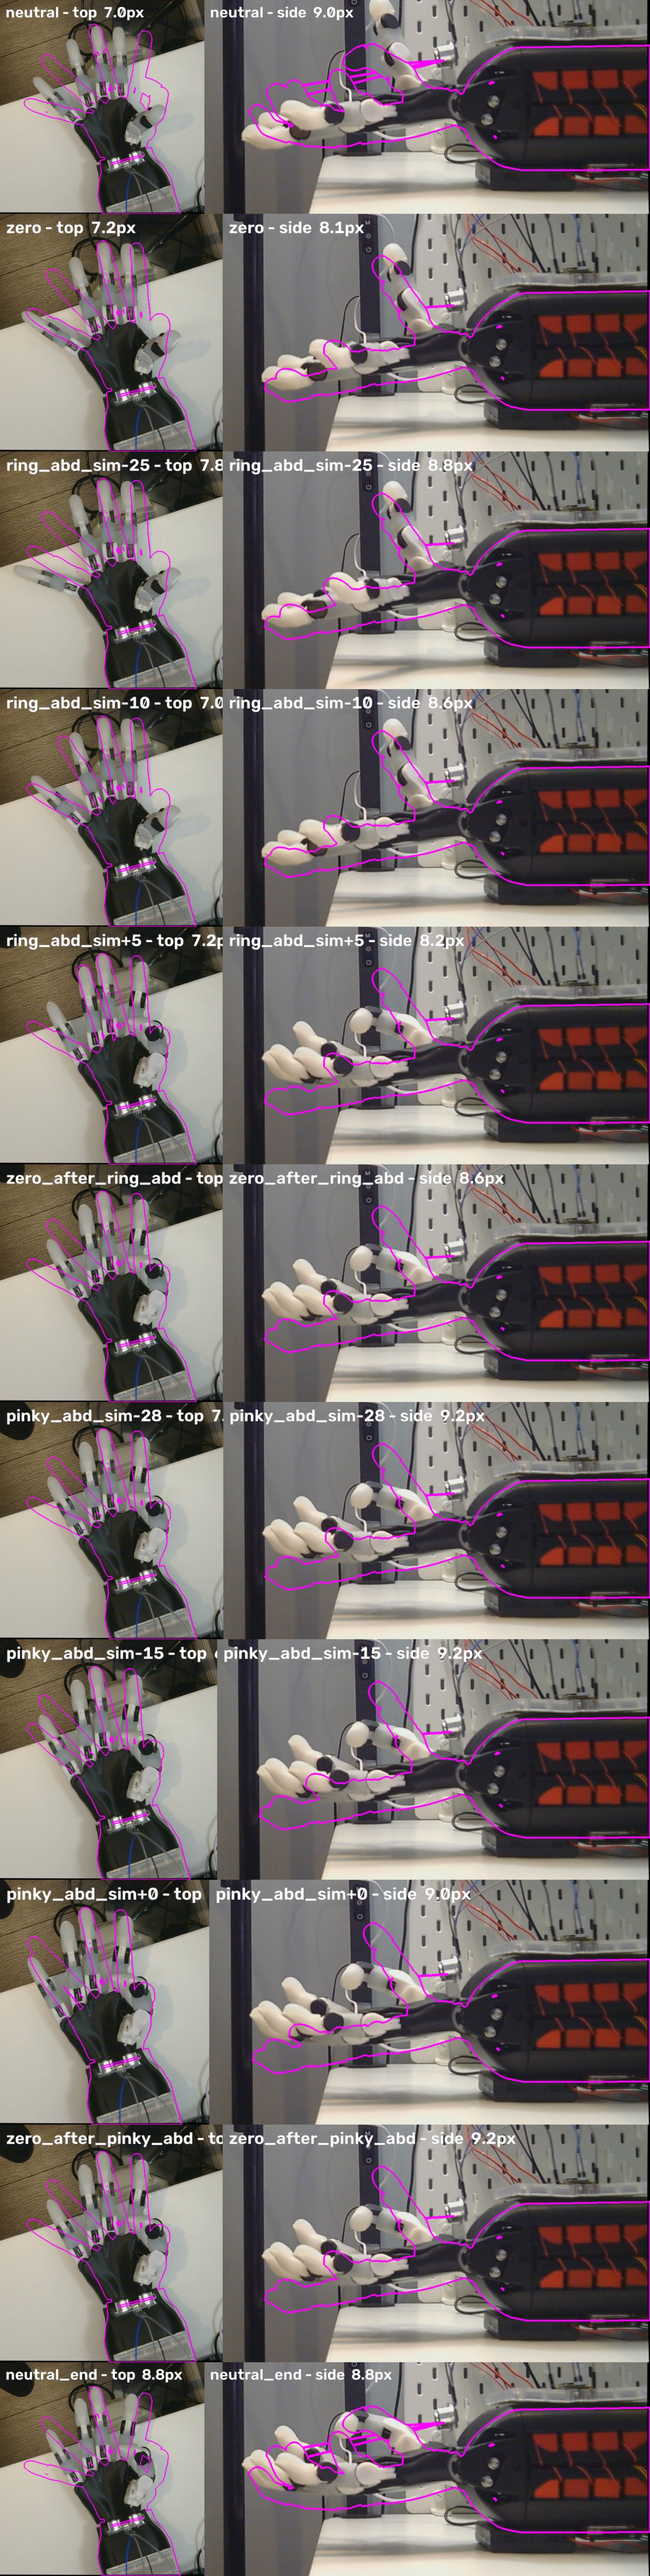 neutral - top 7.0px
neutral - side 9.0px
zero - top 7.2px
zero - side 8.1px
ring_abd_sim-25 - top 7.8
ring_abd_sim-25 - side 8.8px
ring_abd_sim-10 - top 7.0
ring_abd_sim-10 - side 8.6px
ring_abd_sim+5 - top 7.2p
ring_abd_sim+5 - side 8.2px
zero_after_ring_abd - top
zero_after_ring_abd - side 8.6px
pinky_abd_sim-28 - top 7.
pinky_abd_sim-28 - side 9.2px
pinky_abd_sim-15 - top
pinky_abd_sim-15 - side 9.2px
pinky_abd_sim+0 - top
pinky_abd_sim+0 - side 9.0px
zero_after_pinky_abd - to
zero_after_pinky_abd - side 9.2px
neutral_end - top 8.8px
neutral_end - side 8.8px